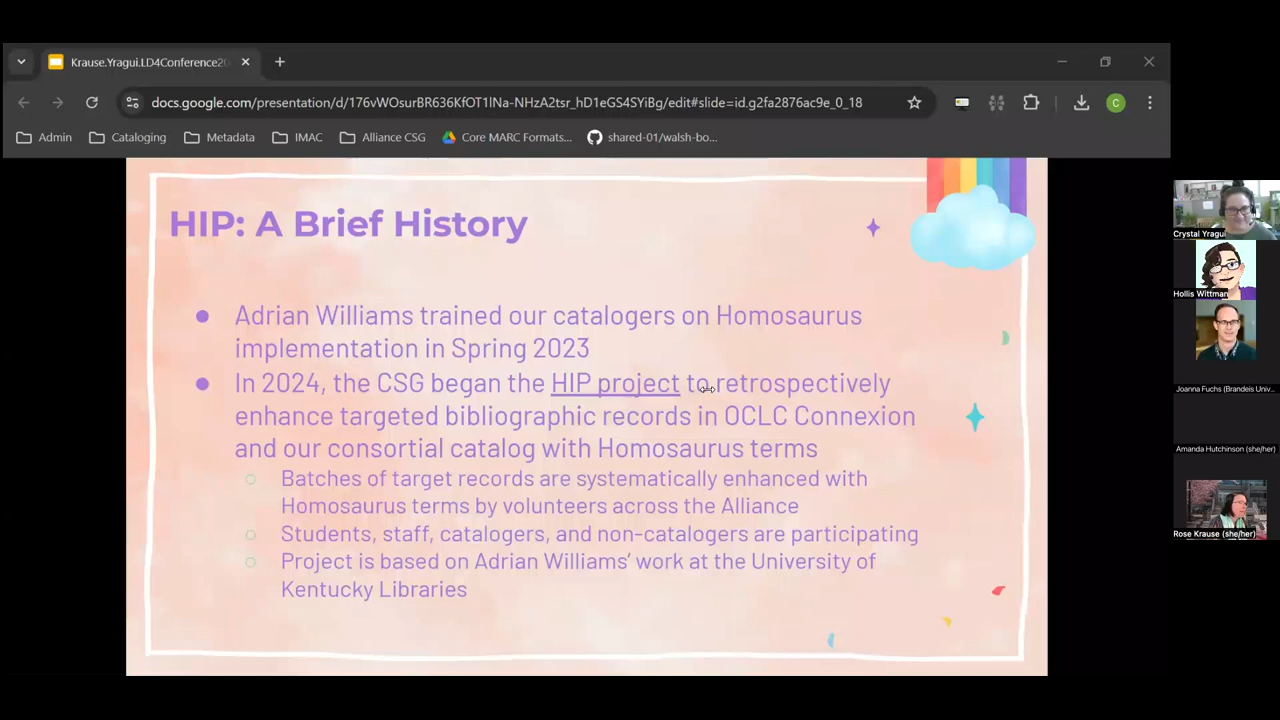 Krause.Yragui.LD4Conference20
docs.google.com/presentation/d/176vWOsurBR636KfOT1lNa-NHzA2tsr_hD1eGS4SYiBg/edit#slide=id.g2fa2876ac9e_0_18
C
Admin Cataloging Metadata IMAC Alliance CSG Core MARC Formats... shared-01/walsh-bo...
HIP: A Brief History
Adrian Williams trained our catalogers on Homosaurus
implementation in Spring 2023
In 2024, the CSG began the HIP project to retrospectively
enhance targeted bibliographic records in OCLC Connexion
and our consortial catalog with Homosaurus terms
Batches of target records are systematically enhanced with
Homosaurus terms by volunteers across the Alliance
Students, staff, catalogers, and non-catalogers are participating
Project is based on Adrian Williams' work at the University of
Kentucky Libraries
Crystal Yragui
Hollis Wittman
Joanna Fuchs (Brandeis Univ...
Amanda Hutchinson (she/her)
Rose Krause (she/her)